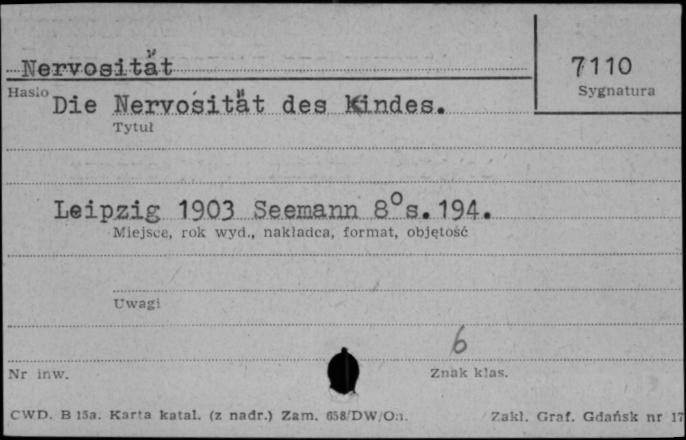 Nervosität
7110
Hasło
Sygnatura
Die Nervosität des Kindes.
Tytuł
Leipzig 1903 Seemann 8° s. 194.
Miejsce, rok wyd., nakładca, format, objętość
Uwagi
6
Nr inw.
Znak klas.
CWD. B 15a. Karta katal. (z nadr.) Zam. 658/DW/Om.
Zakł. Graf. Gdańsk nr 17